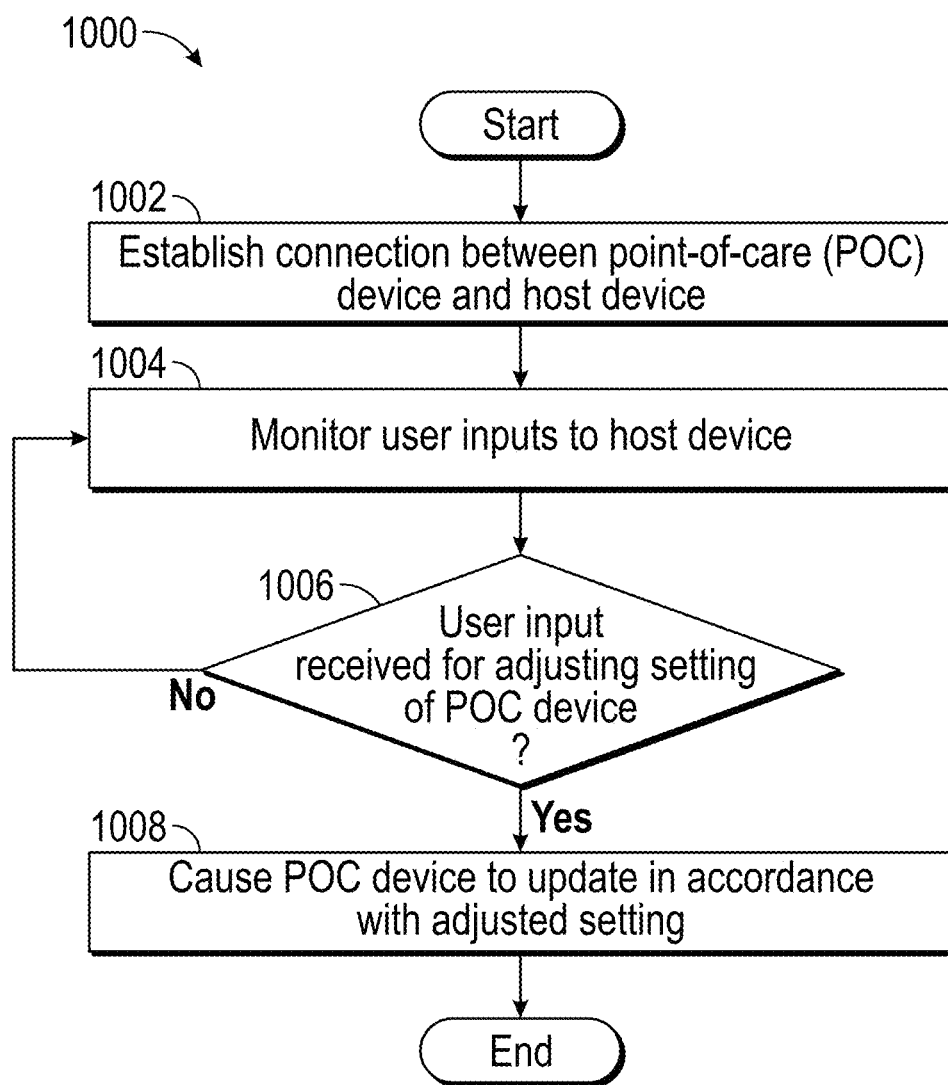 1000
Start
1002
Establish connection between point-of-care (POC)
device and host device
1004
Monitor user inputs to host device
1006
User input
received for adjusting setting
of POC device
?
No
Yes
1008
Cause POC device to update in accordance
with adjusted setting
End